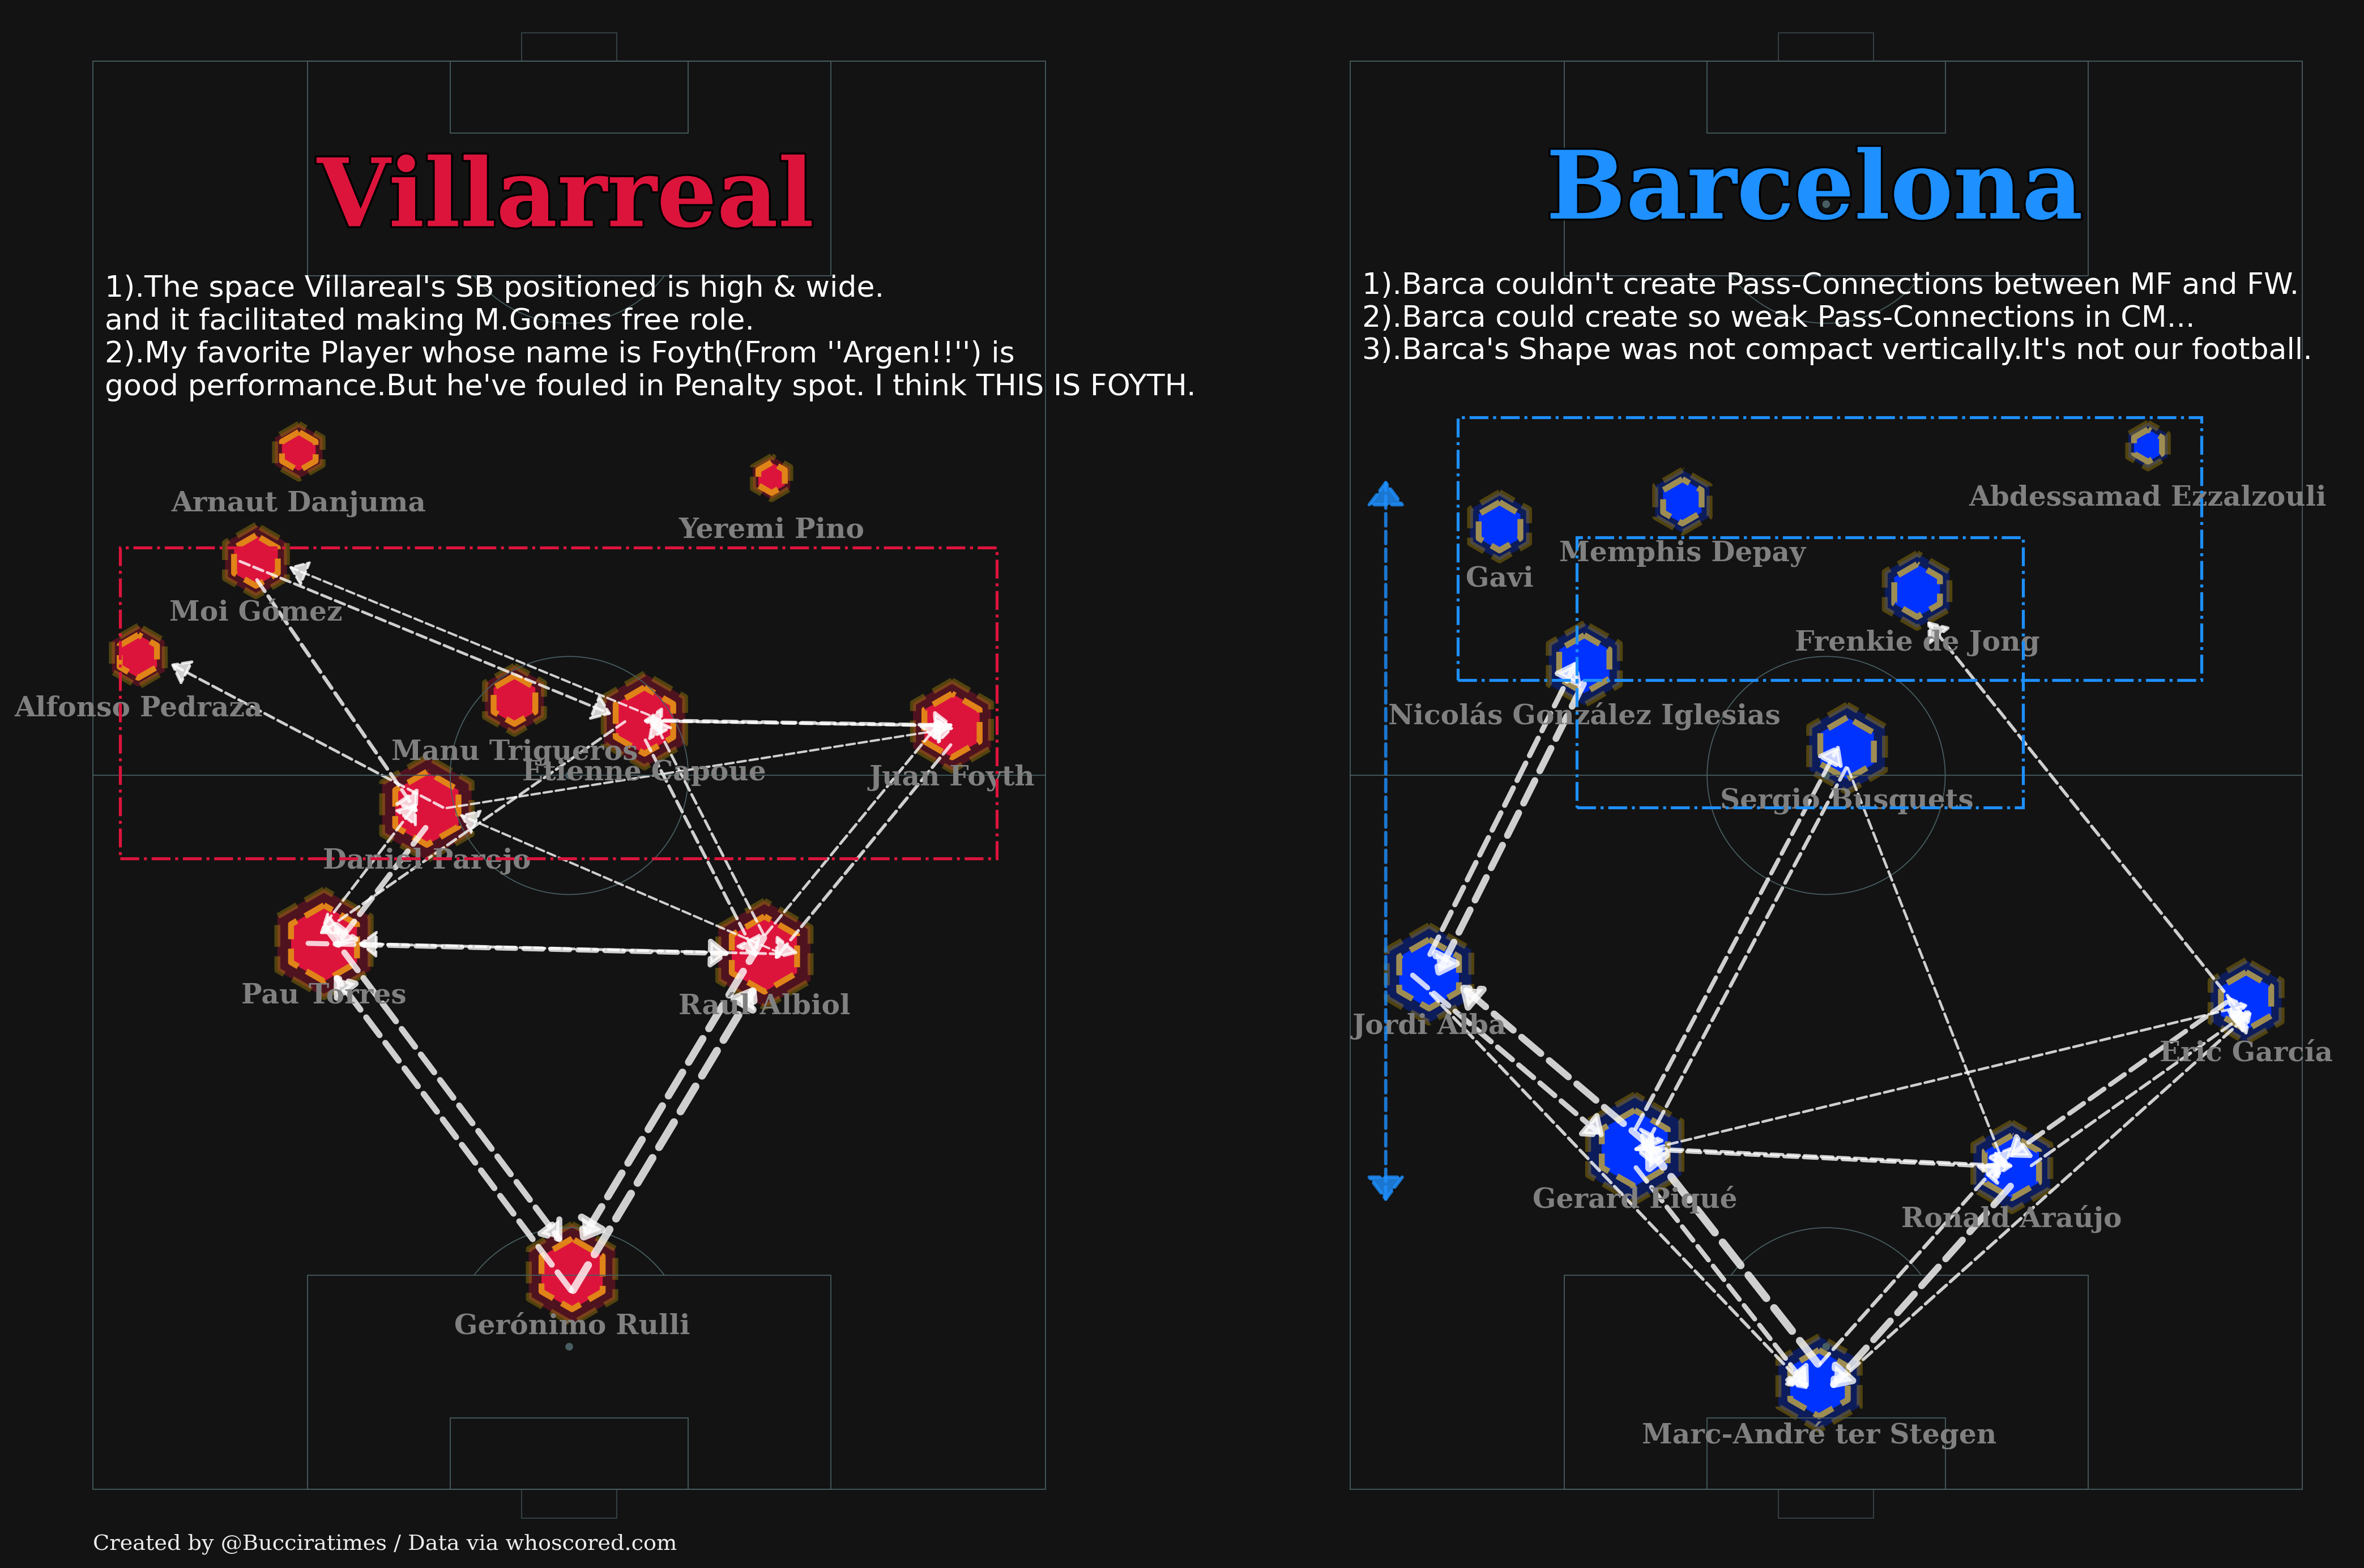 Villarreal
1).The space Villareal's SB positioned is high & wide.
and it facilitated making M.Gomes free role.
2).My favorite Player whose name is Foyth(From ''Argen!!'') is
good performance.But he've fouled in Penalty spot. I think THIS IS FOYTH.
Arnaut Danjuma
Yeremi Pino
Moi Gómez
Alfonso Pedraza
Manu Trigueros
Etienne Capoue
Juan Foyth
Daniel Parejo
Pau Torres
Raul Albiol
Gerónimo Rulli
Barcelona
1).Barca couldn't create Pass-Connections between MF and FW.
2).Barca could create so weak Pass-Connections in CM...
3).Barca's Shape was not compact vertically.It's not our football.
Abdessamad Ezzalzouli
Memphis Depay
Gavi
Frenkie de Jong
Nicolás González Iglesias
Sergio Busquets
Jordi Alba
Eric García
Gerard Piqué
Ronald Araújo
Marc-André ter Stegen
Created by @Bucciratimes / Data via whoscored.com